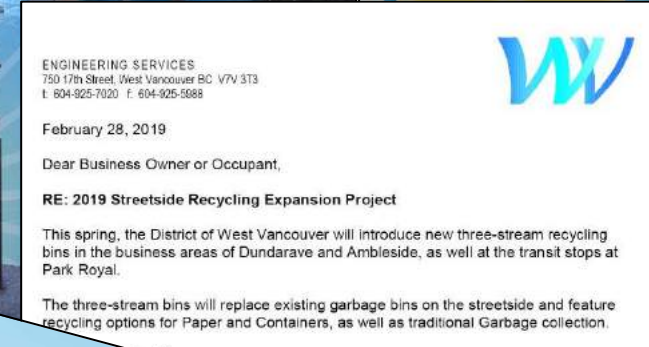 ENGINEERING SERVICES
750 17th Street, West Vancouver BC V7V 3T3
t: 604-925-7020 f: 604-925-5988
February 28, 2019
Dear Business Owner or Occupant,
RE: 2019 Streetside Recycling Expansion Project
This spring, the District of West Vancouver will introduce new three-stream recycling
bins in the business areas of Dundarave and Ambleside, as well at the transit stops at
Park Royal.
The three-stream bins will replace existing garbage bins on the streetside and feature
recycling options for Paper and Containers, as well as traditional Garbage collection.